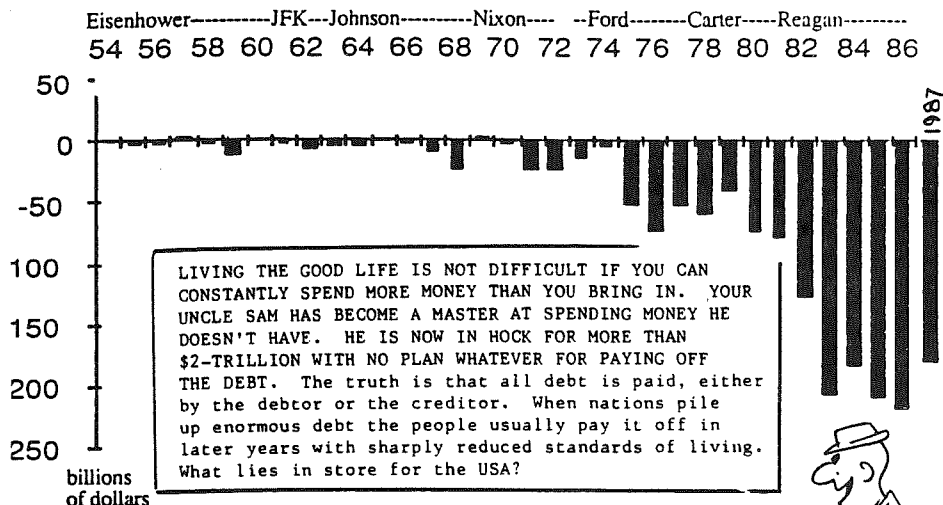 Eisenhower----------JFK---Johnson---------Nixon---- --Ford-------Carter-----Reagan--------
54 56 58 60 62 64 66 68 70 72 74 76 78 80 82 84 86
1987
50
0
-50
100
150
200
250
billions
of dollars
LIVING THE GOOD LIFE IS NOT DIFFICULT IF YOU CAN
CONSTANTLY SPEND MORE MONEY THAN YOU BRING IN. YOUR
UNCLE SAM HAS BECOME A MASTER AT SPENDING MONEY HE
DOESN'T HAVE. HE IS NOW IN HOCK FOR MORE THAN
$2-TRILLION WITH NO PLAN WHATEVER FOR PAYING OFF
THE DEBT. The truth is that all debt is paid, either
by the debtor or the creditor. When nations pile
up enormous debt the people usually pay it off in
later years with sharply reduced standards of living.
What lies in store for the USA?